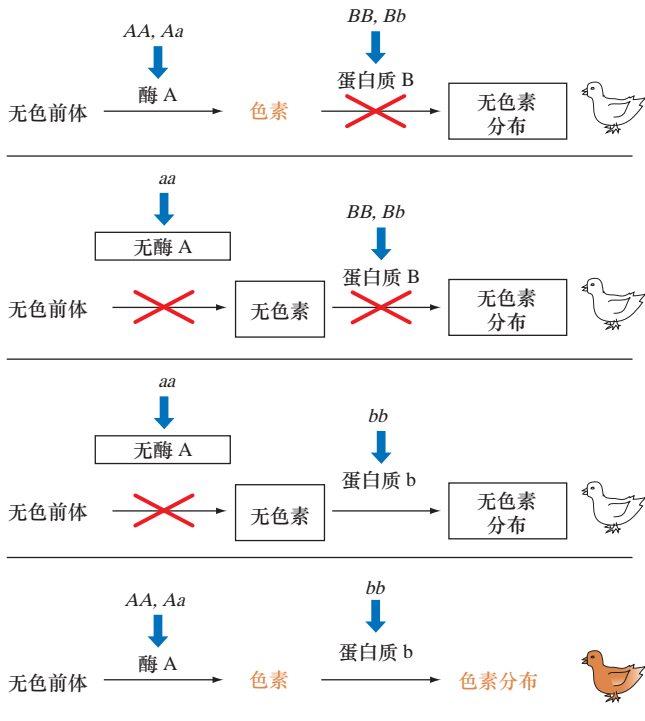 AA, Aa
BB, Bb
酶 A
蛋白质 B
无色前体
色素
无色素
分布
aa
BB, Bb
无酶 A
蛋白质 B
无色前体
无色素
无色素
分布
aa
bb
无酶 A
蛋白质 b
无色前体
无色素
无色素
分布
AA, Aa
bb
酶 A
蛋白质 b
无色前体
色素
色素分布